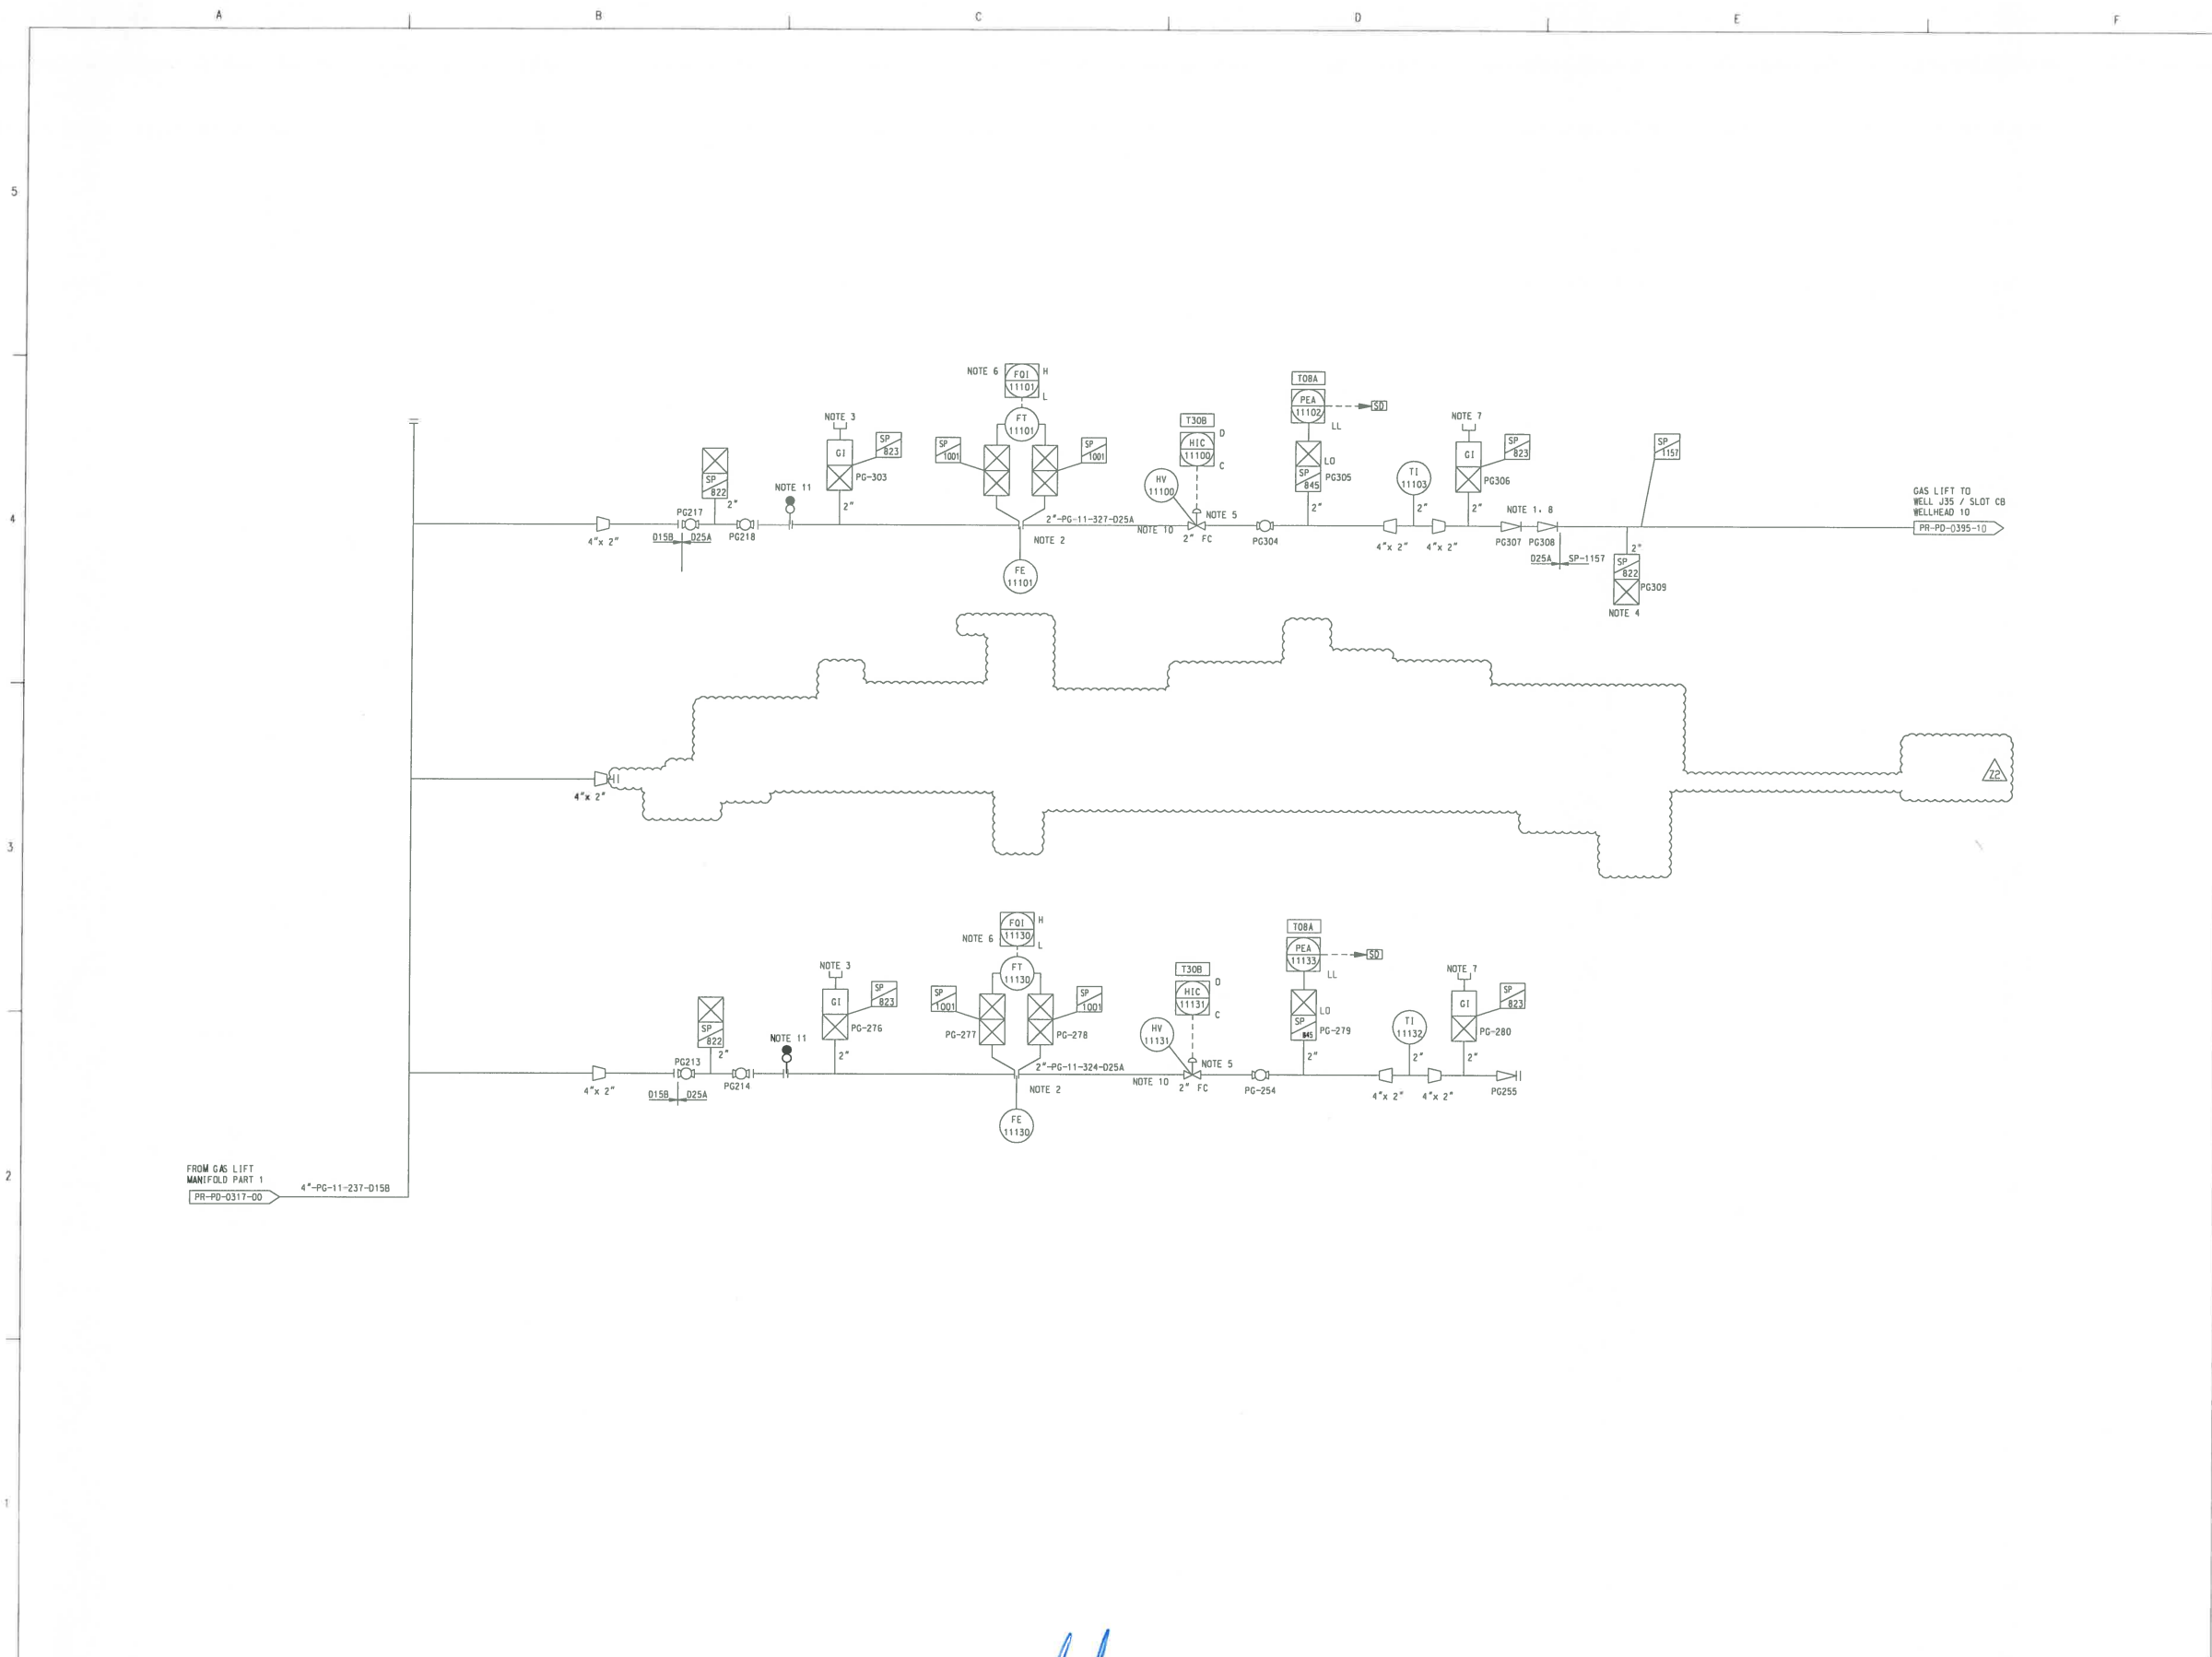 A
B
C
D
E
F
5
4
3
2
1
NOTE 6
FQI
11101
H
L
FT
11101
NOTE 3
GI
SP
823
PG-303
2"
SP
822
2"
NOTE 11
4"x 2"
PG217
D15B
D25A
PG218
SP
1001
SP
1001
2"-PG-11-327-D25A
NOTE 2
FE
11101
T30B
HIC
11100
O
C
HV
11100
NOTE 5
NOTE 10
2" FC
PG304
T08A
PEA
11102
SD
LL
LO
SP
845
PG305
2"
TI
11103
2"
4"x 2"
4"x 2"
NOTE 7
GI
SP
823
PG306
2"
NOTE 1, 8
PG307
PG308
D25A
SP-1157
SP
1157
2"
SP
822
PG309
NOTE 4
GAS LIFT TO
WELL J35 / SLOT C8
WELLHEAD 10
PR-PD-0395-10
4"x 2"
Z2
NOTE 6
FQI
11130
H
L
FT
11130
NOTE 3
GI
SP
823
PG-276
2"
SP
822
2"
NOTE 11
4"x 2"
PG213
D15B
D25A
PG214
SP
1001
PG-277
SP
1001
PG-278
2"-PG-11-324-D25A
NOTE 2
FE
11130
T30B
HIC
11131
O
C
HV
11131
NOTE 5
NOTE 10
2" FC
PG-254
T08A
PEA
11133
SD
LL
LO
SP
845
PG-279
2"
TI
11132
2"
4"x 2"
4"x 2"
NOTE 7
GI
SP
823
PG-280
2"
PG255
FROM GAS LIFT
MANIFOLD PART 1
PR-PD-0317-00
4"-PG-11-237-D15B